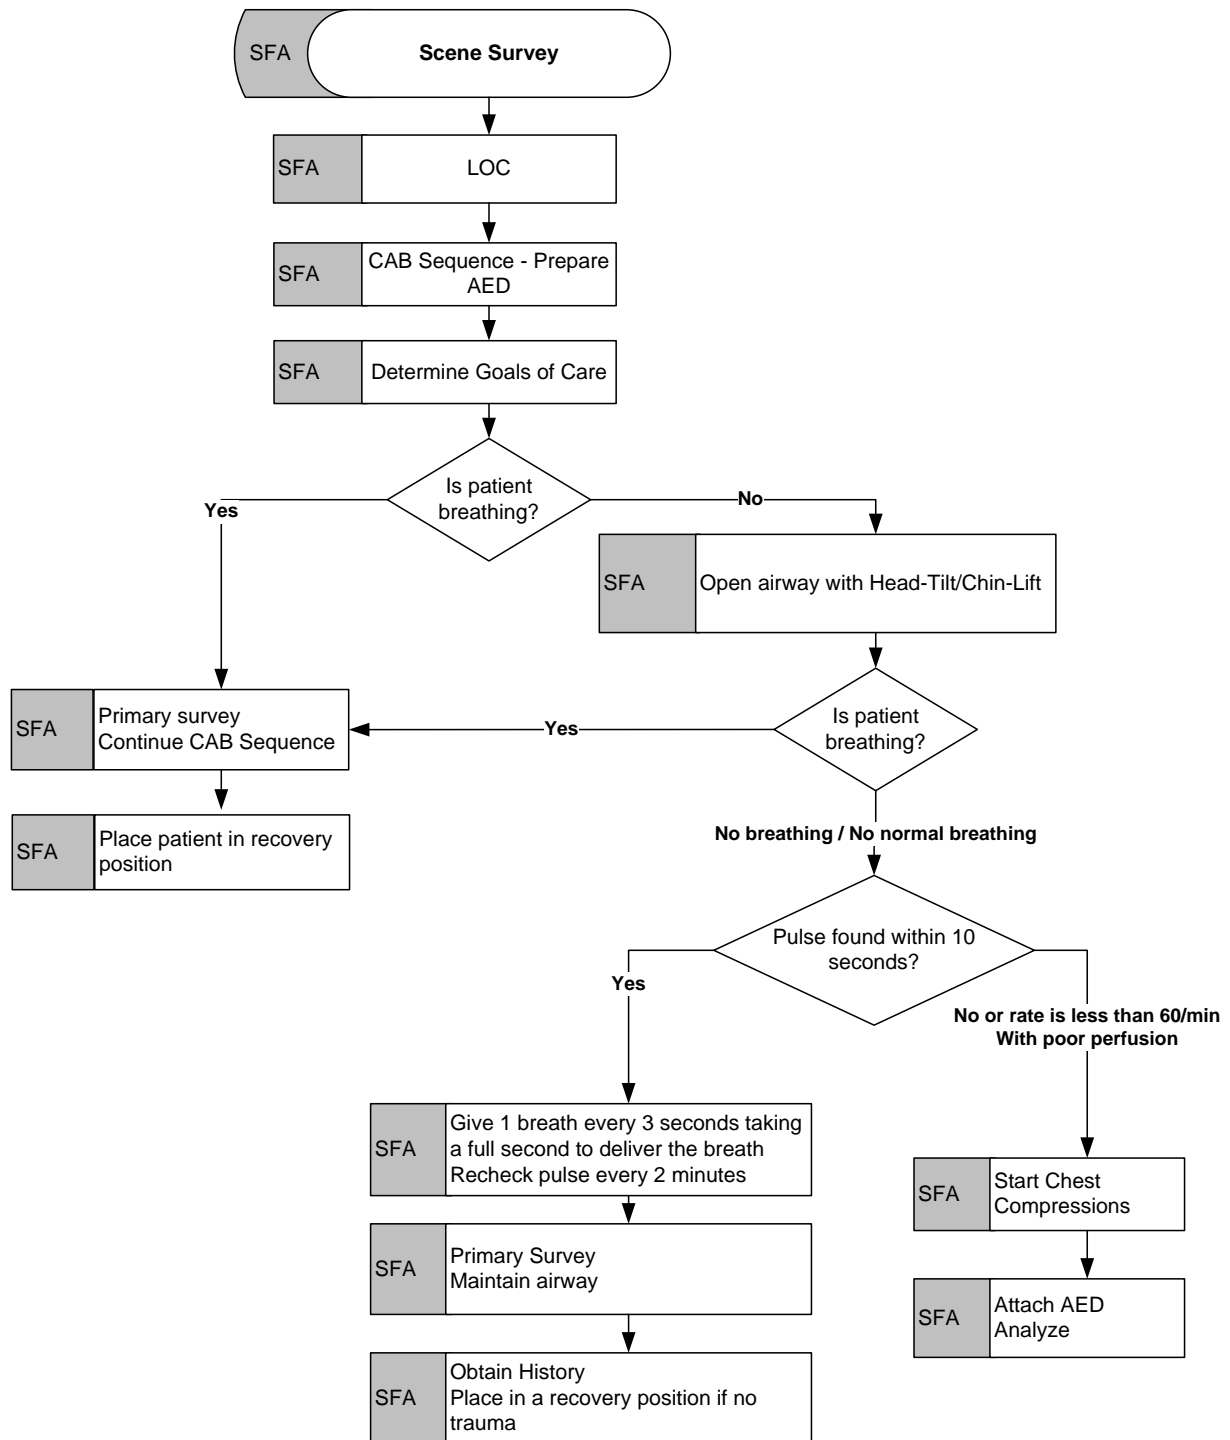 SFA
Scene Survey
SFA
LOC
SFA
CAB Sequence - Prepare
AED
SFA
Determine Goals of Care
Is patient
breathing?
Yes
No
SFA
Open airway with Head-Tilt/Chin-Lift
SFA
Primary survey
Continue CAB Sequence
Yes
Is patient
breathing?
SFA
Place patient in recovery
position
No breathing / No normal breathing
Pulse found within 10
seconds?
Yes
No or rate is less than 60/min
With poor perfusion
SFA
Give 1 breath every 3 seconds taking
a full second to deliver the breath
Recheck pulse every 2 minutes
SFA
Start Chest
Compressions
SFA
Primary Survey
Maintain airway
SFA
Attach AED
Analyze
SFA
Obtain History
Place in a recovery position if no
trauma